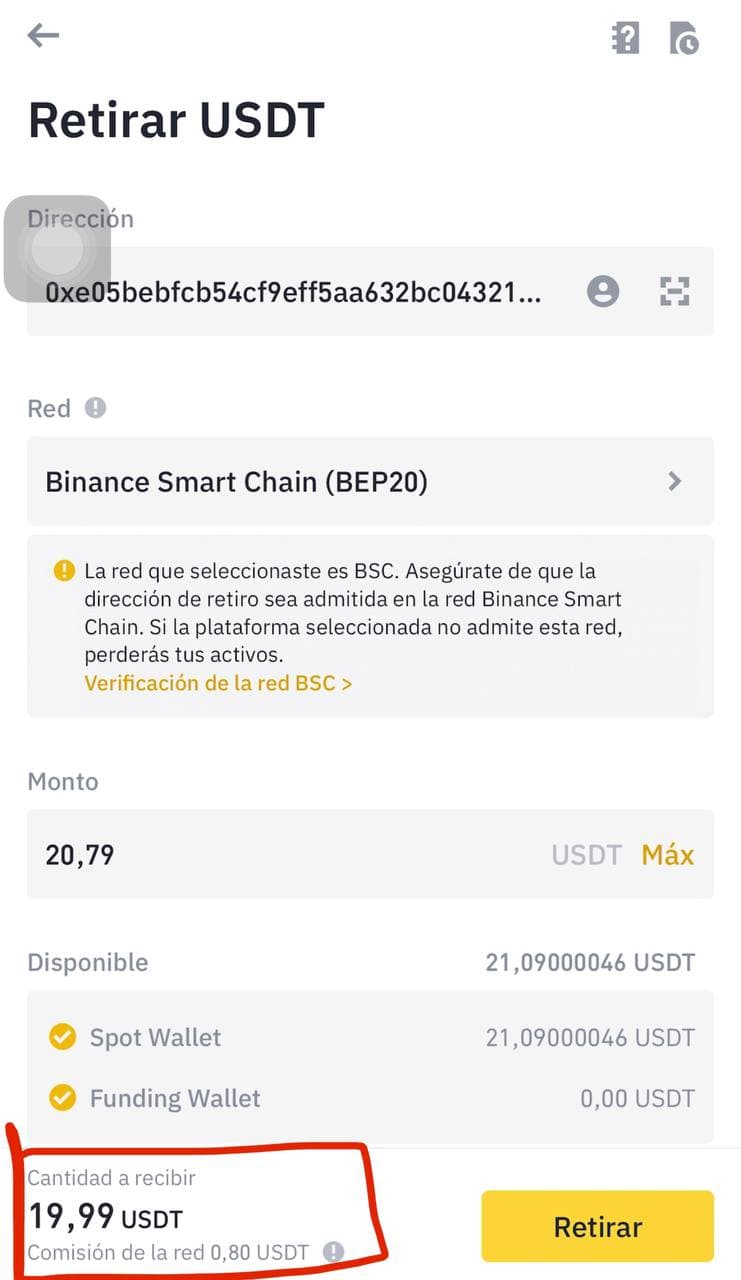 Retirar USDT
Dirección
0xe05bebfcb54cf9eff5aa632bc04321...
Red
Binance Smart Chain (BEP20)
La red que seleccionaste es BSC. Asegúrate de que la
dirección de retiro sea admitida en la red Binance Smart
Chain. Si la plataforma seleccionada no admite esta red,
perderás tus activos.
Verificación de la red BSC >
Monto
20,79 USDT Máx
Disponible 21,09000046 USDT
Spot Wallet 21,09000046 USDT
Funding Wallet 0,00 USDT
Cantidad a recibir
19,99 USDT
Comisión de la red 0,80 USDT
Retirar